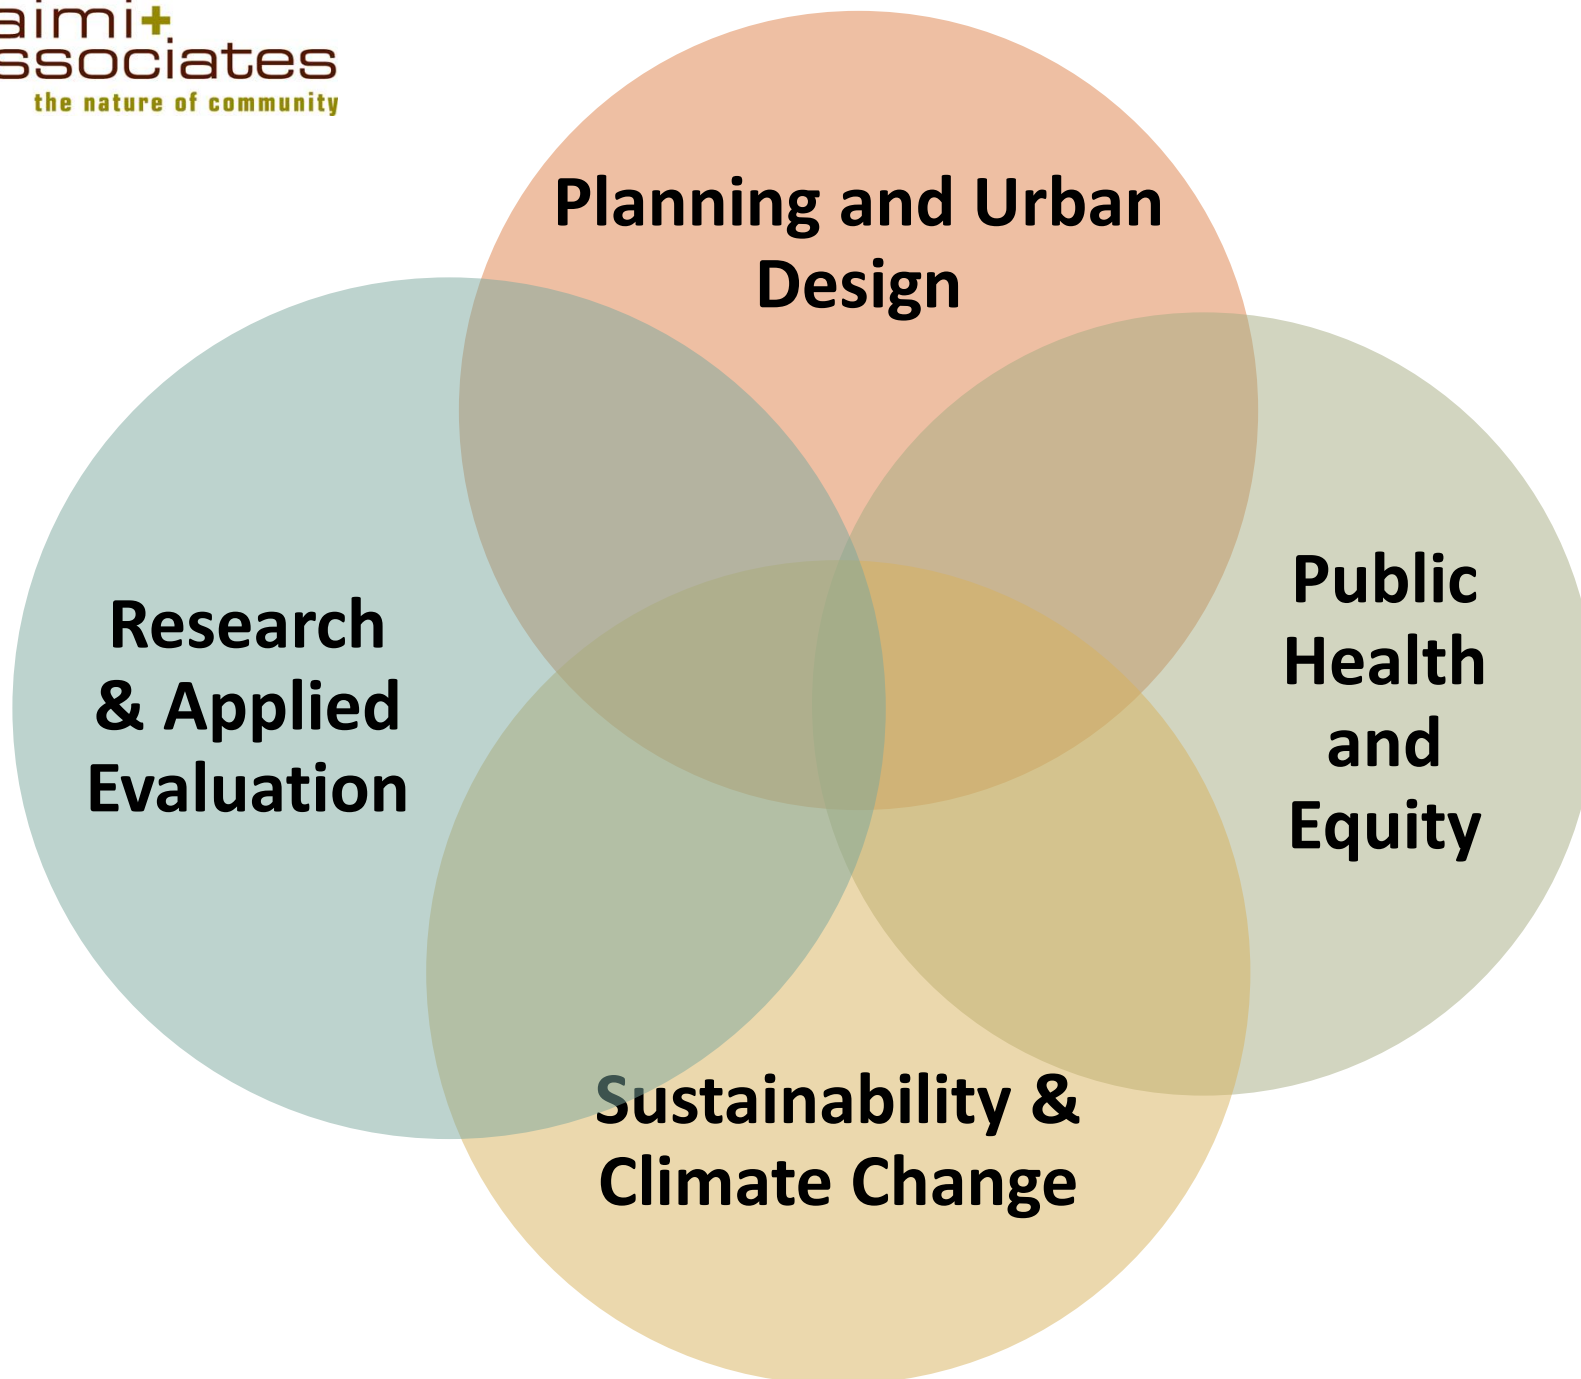 aimi+
ssociates
the nature of community
Planning and Urban
Design
Research
& Applied
Evaluation
Public
Health
and
Equity
Sustainability &
Climate Change